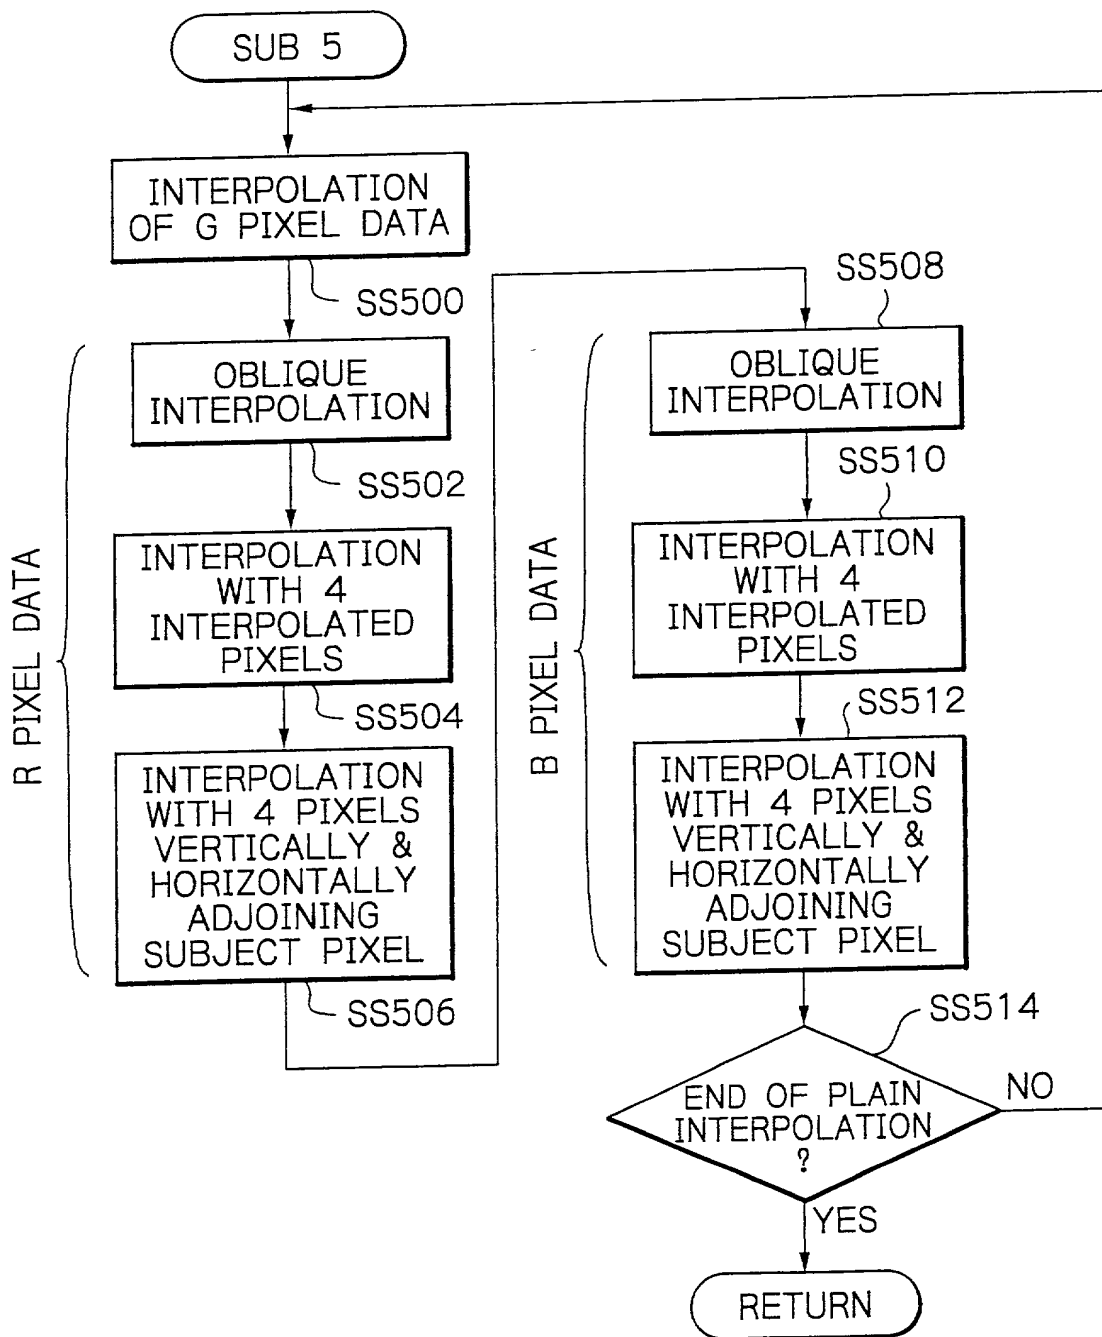 SUB 5
INTERPOLATION
OF G PIXEL DATA
SS500
R PIXEL DATA
OBLIQUE
INTERPOLATION
SS502
INTERPOLATION
WITH 4
INTERPOLATED
PIXELS
SS504
INTERPOLATION
WITH 4 PIXELS
VERTICALLY &
HORIZONTALLY
ADJOINING
SUBJECT PIXEL
SS506
B PIXEL DATA
SS508
OBLIQUE
INTERPOLATION
SS510
INTERPOLATION
WITH 4
INTERPOLATED
PIXELS
SS512
INTERPOLATION
WITH 4 PIXELS
VERTICALLY &
HORIZONTALLY
ADJOINING
SUBJECT PIXEL
SS514
END OF PLAIN
INTERPOLATION
?
NO
YES
RETURN